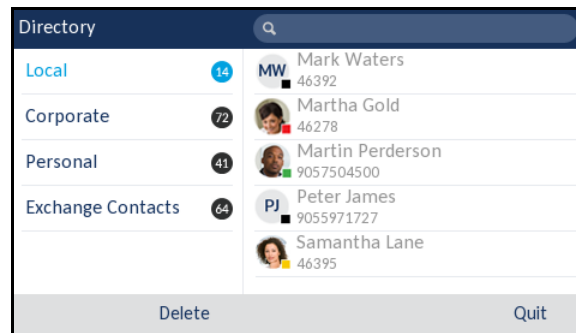 Directory
Local 14
Corporate 72
Personal 41
Exchange Contacts 64
MW Mark Waters
46392
Martha Gold
46278
Martin Perderson
9057504500
PJ Peter James
9055971727
Samantha Lane
46395
Delete Quit